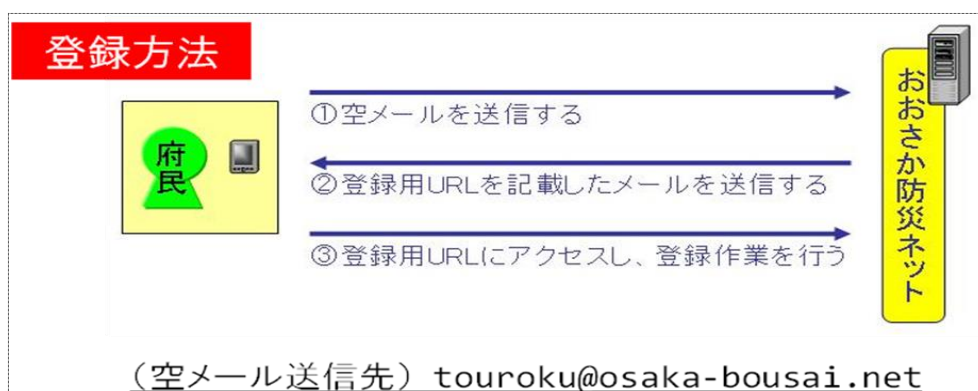 登録方法
府民
①空メールを送信する
②登録用URLを記載したメールを送信する
③登録用URLにアクセスし、登録作業を行う
おおさか防災ネット
（空メール送信先）touroku@osaka-bousai.net